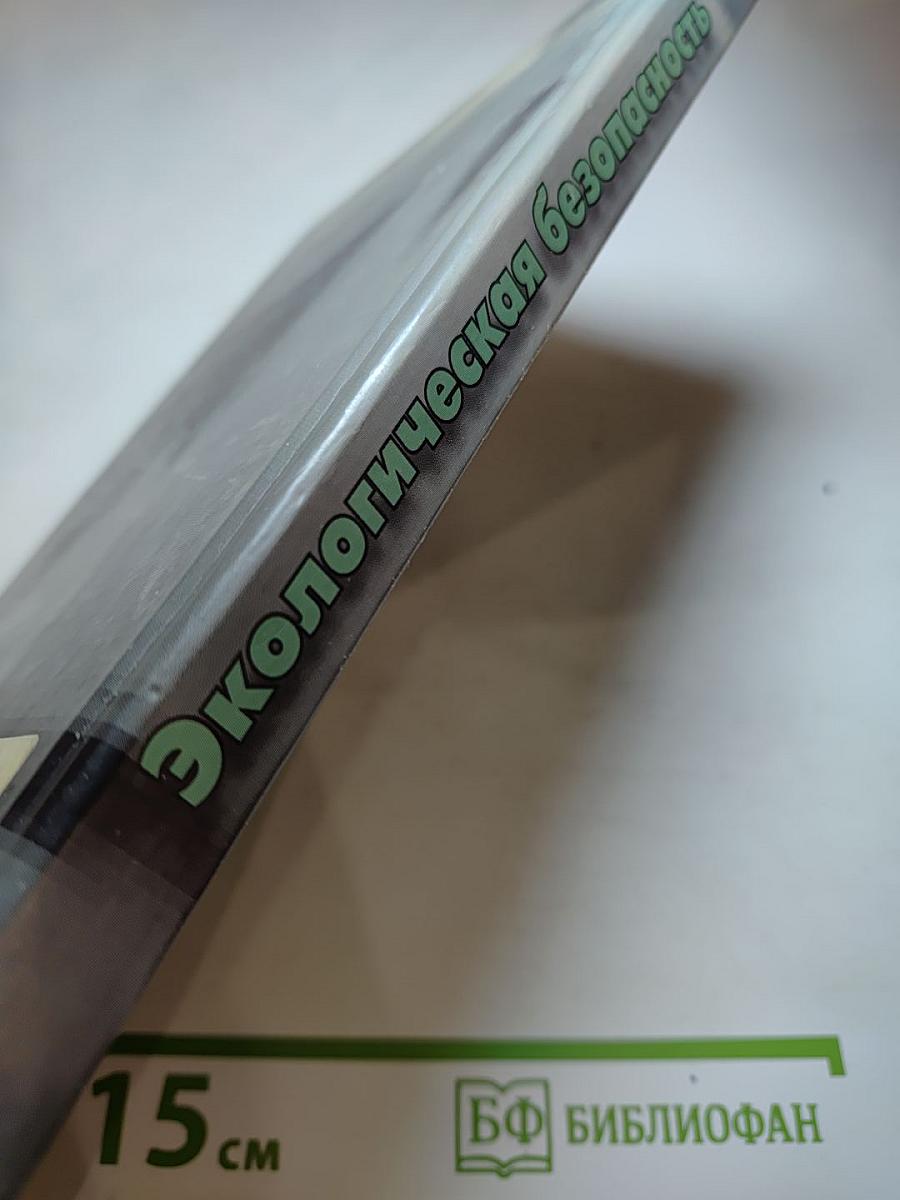 Экологическая безопасность
15 см
БФ БИБЛИОФАН